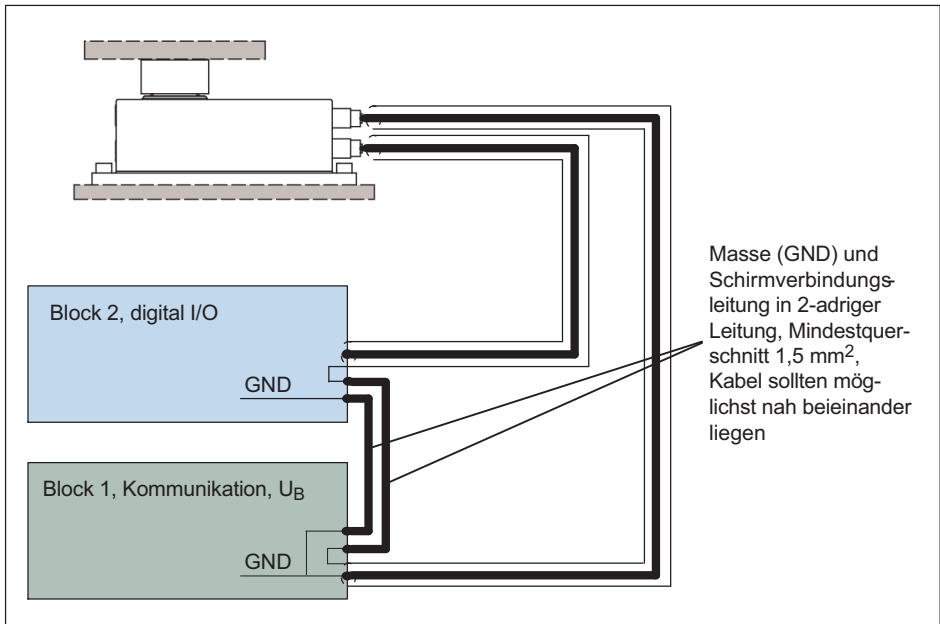 Block 2, digital I/O
GND
Block 1, Kommunikation, UB
GND
Masse (GND) und
Schirmverbindungs-
leitung in 2-adriger
Leitung, Mindestquer-
schnitt 1,5 mm²,
Kabel sollten mög-
lichst nah beieinander
liegen